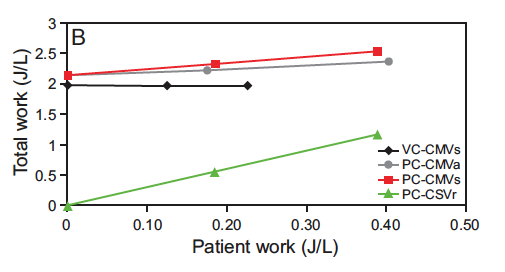 B
Total work (J/L)
3
2.5
2
1.5
1
0.5
0
0
0.10
0.20
0.30
0.40
0.50
Patient work (J/L)
VC-CMVs
PC-CMVa
PC-CMVs
PC-CSVr